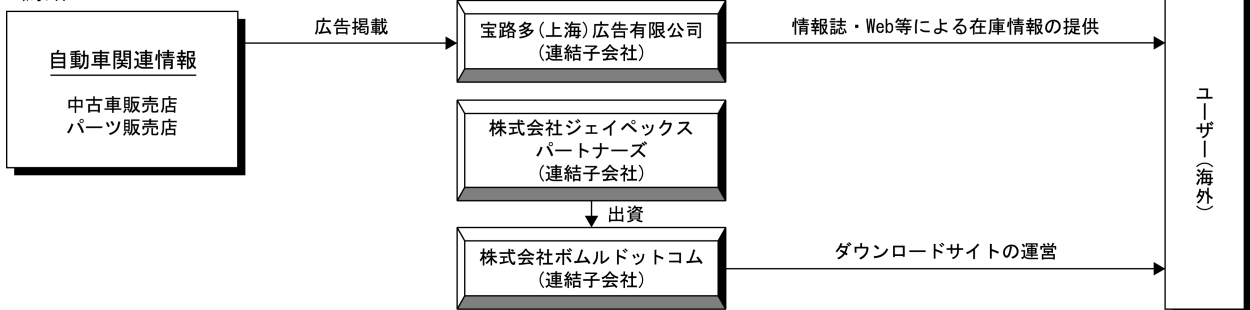 自動車関連情報
中古車販売店
パーツ販売店
広告掲載
宝路多(上海)広告有限公司
(連結子会社)
情報誌・Web等による在庫情報の提供
株式会社ジェイペックス
パートナーズ
(連結子会社)
出資
株式会社ボムルドットコム
(連結子会社)
ダウンロードサイトの運営
ユーザー(海外)